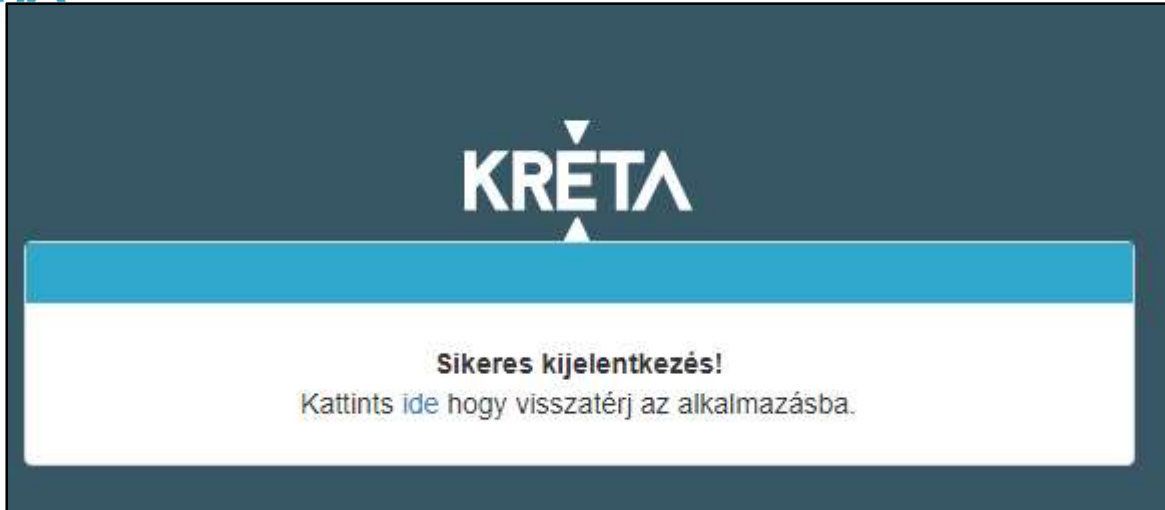 KRÉTA
Sikeres kijelentkezés!
Kattints ide hogy visszatérj az alkalmazásba.